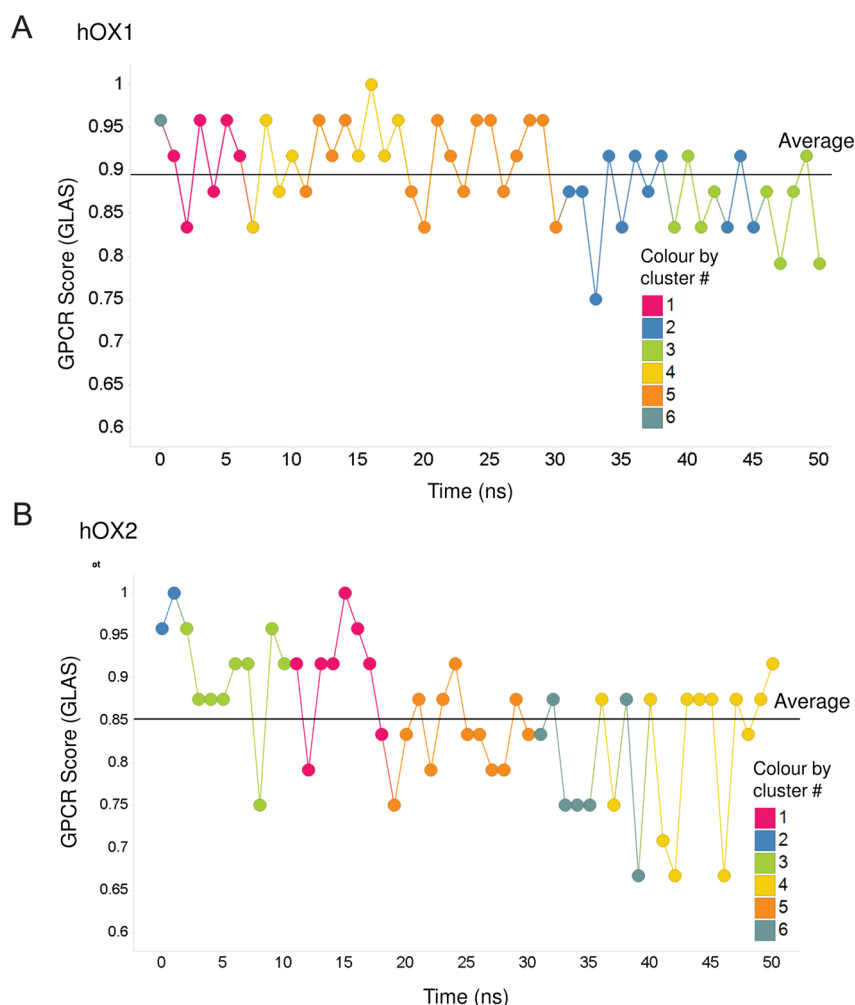 A
hOX1
GPCR Score (GLAS)
1
0.95
0.9
0.85
0.8
0.75
0.7
0.65
0.6
Average
Colour by
cluster #
1
2
3
4
5
6
0 5 10 15 20 25 30 35 40 45 50
Time (ns)
B
hOX2
ot
GPCR Score (GLAS)
1
0.95
0.9
0.85
0.8
0.75
0.7
0.65
0.6
Average
Colour by
cluster #
1
2
3
4
5
6
0 5 10 15 20 25 30 35 40 45 50
Time (ns)